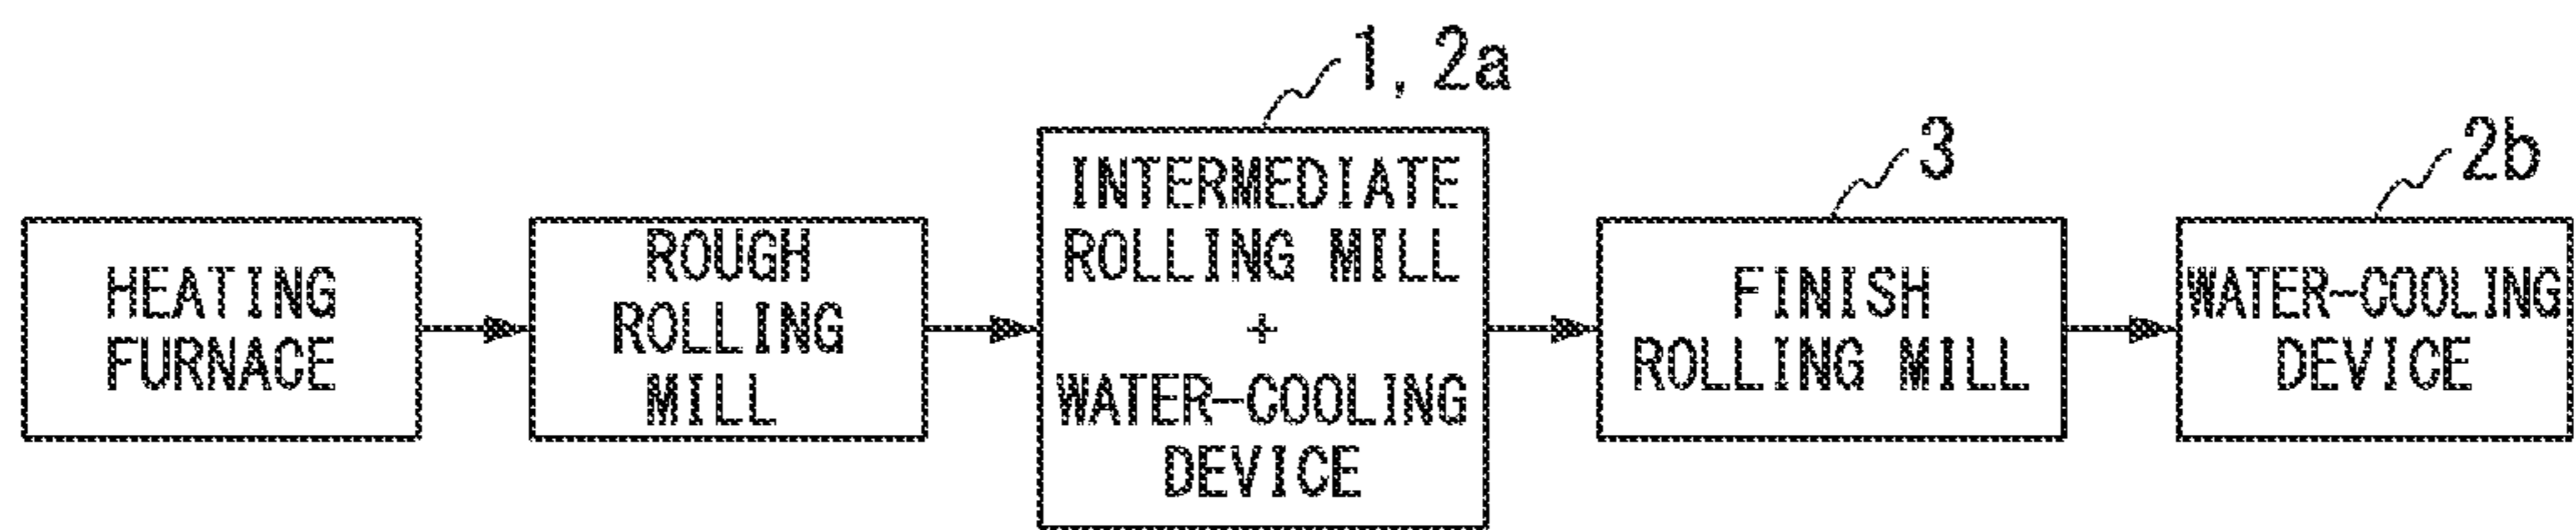 1, 2a
3
2b
HEATING
FURNACE
ROUGH
ROLLING
MILL
INTERMEDIATE
ROLLING MILL
+
WATER-COOLING
DEVICE
FINISH
ROLLING MILL
WATER-COOLING
DEVICE